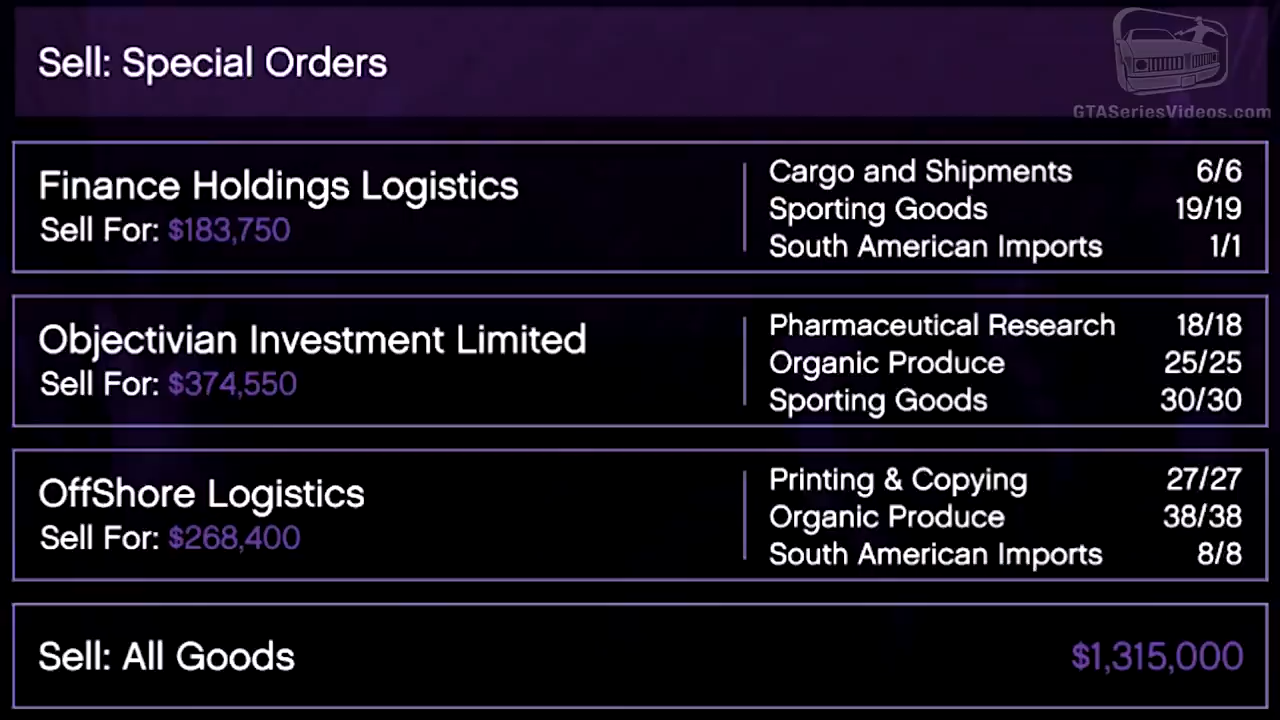 Sell: Special Orders
GTASeriesVideos.com
Finance Holdings Logistics
Sell For: $183,750
Cargo and Shipments 6/6
Sporting Goods 19/19
South American Imports 1/1
Objectivian Investment Limited
Sell For: $374,550
Pharmaceutical Research 18/18
Organic Produce 25/25
Sporting Goods 30/30
OffShore Logistics
Sell For: $268,400
Printing & Copying 27/27
Organic Produce 38/38
South American Imports 8/8
Sell: All Goods $1,315,000